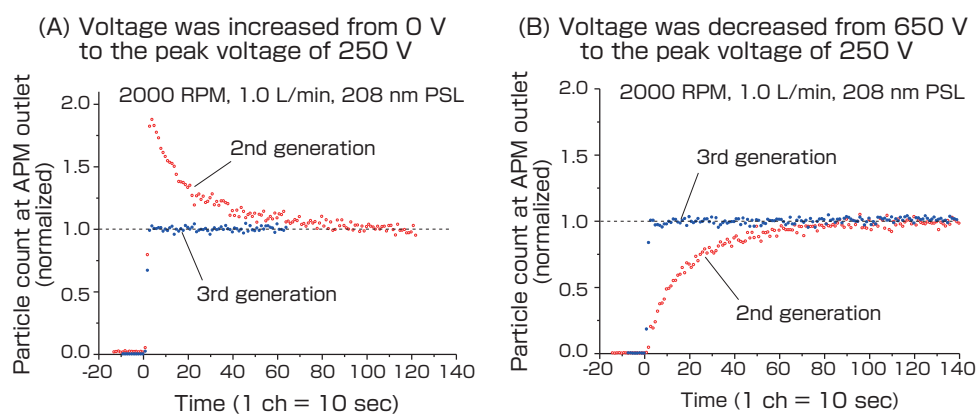 (A) Voltage was increased from 0 V
to the peak voltage of 250 V
Particle count at APM outlet
(normalized)
2.0
1.5
1.0
0.5
0.0
2000 RPM, 1.0 L/min, 208 nm PSL
2nd generation
3rd generation
-20 0 20 40 60 80 100 120 140
Time (1 ch = 10 sec)
(B) Voltage was decreased from 650 V
to the peak voltage of 250 V
Particle count at APM outlet
(normalized)
2.0
1.5
1.0
0.5
0.0
2000 RPM, 1.0 L/min, 208 nm PSL
3rd generation
2nd generation
-20 0 20 40 60 80 100 120 140
Time (1 ch = 10 sec)